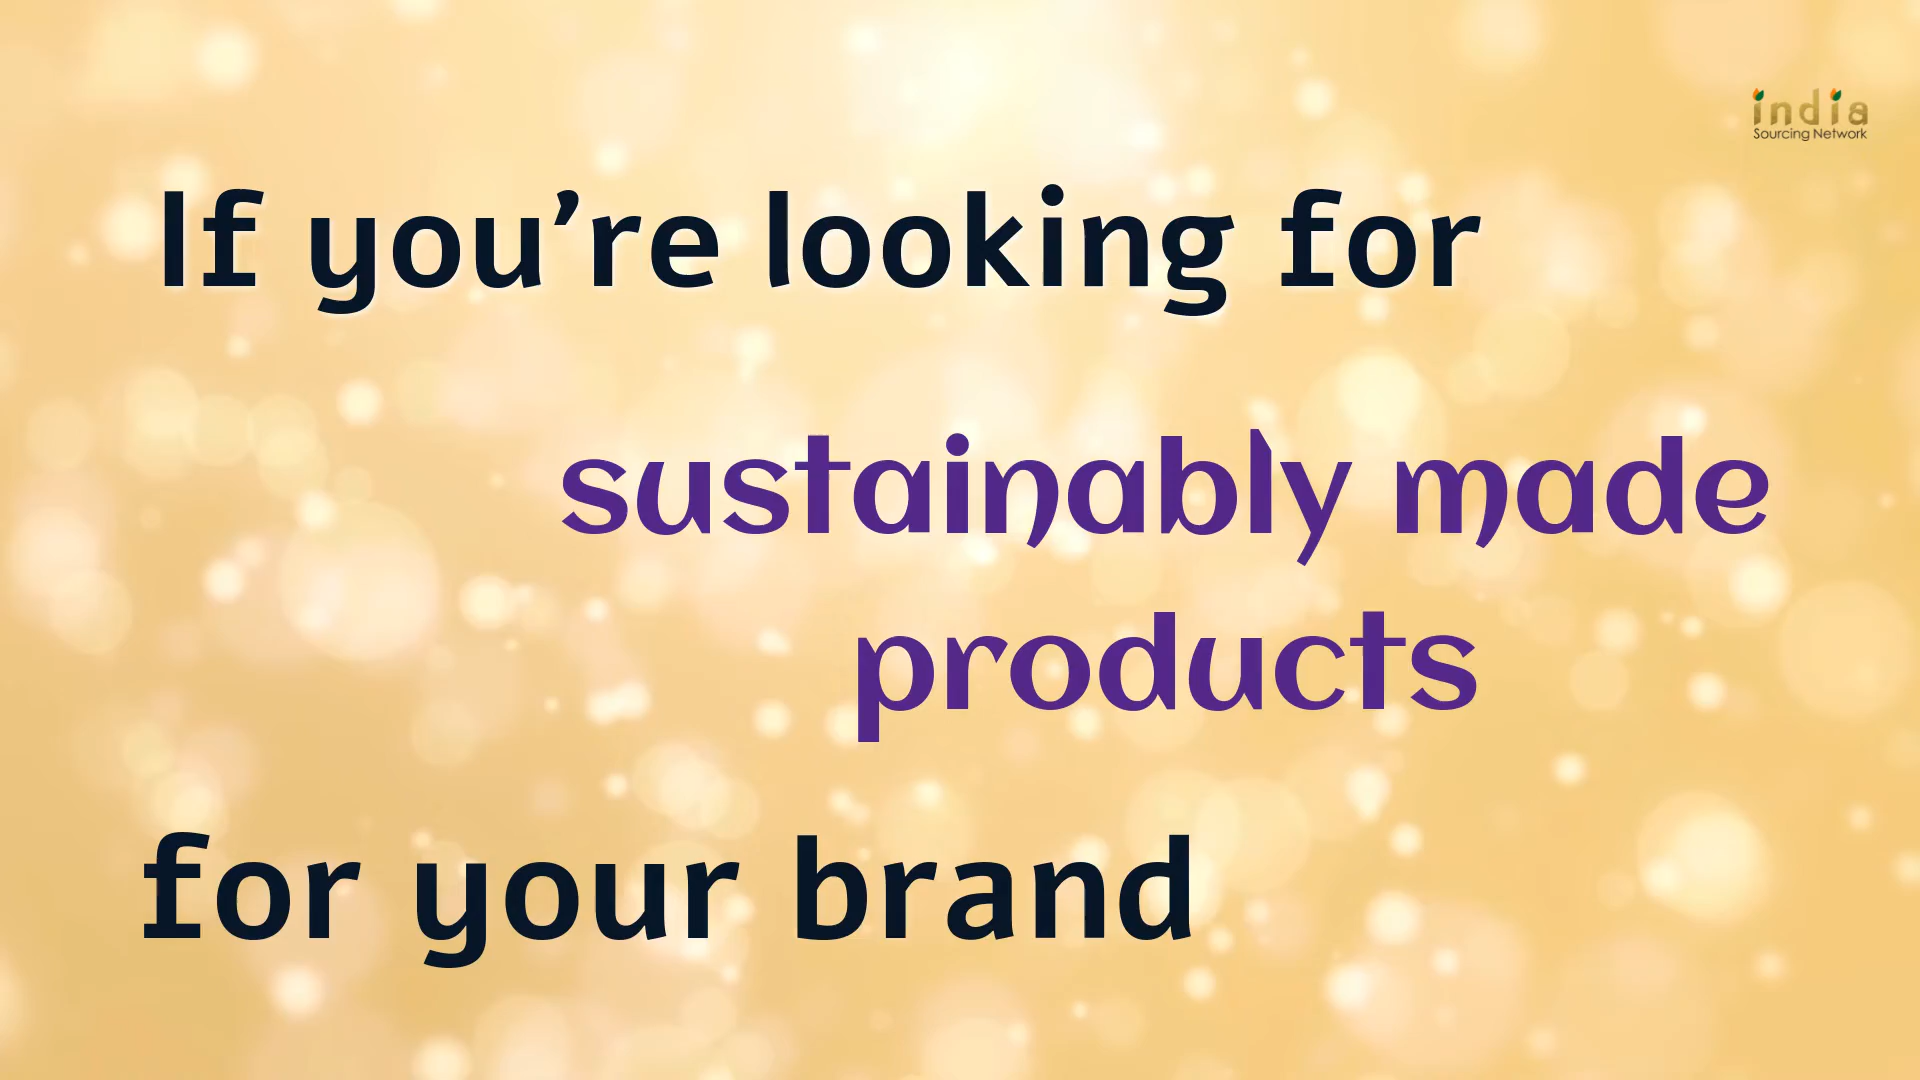 india
Sourcing Network
If you’re looking for
sustainably made
products
for your brand